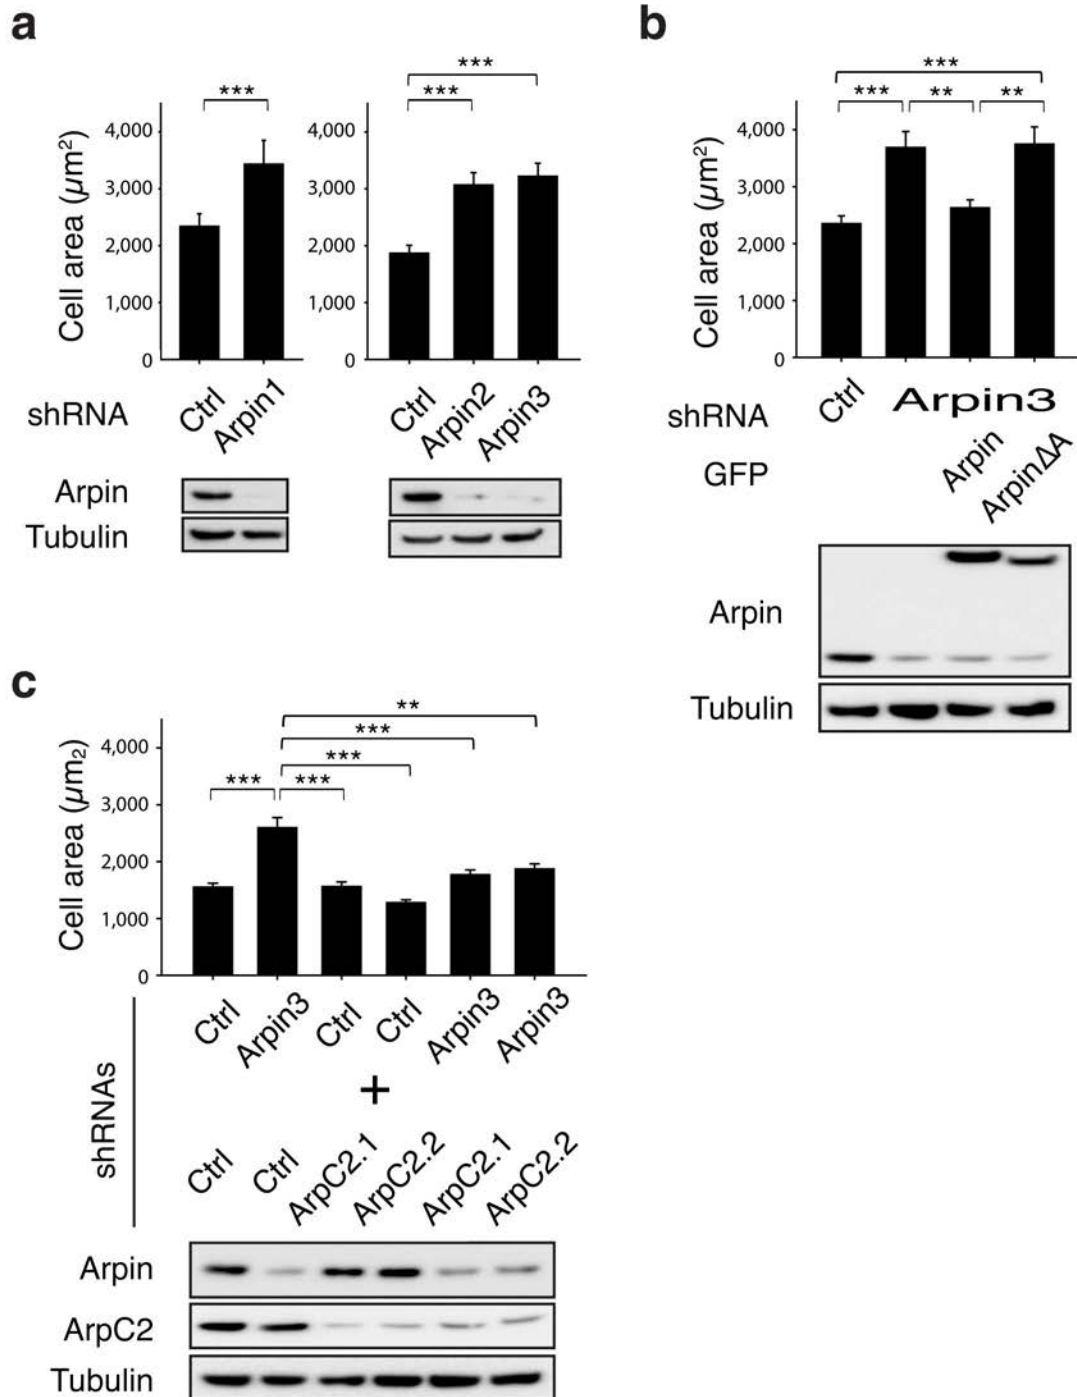 a
***
***
***
Cell area (µm²)
4,000
3,000
2,000
1,000
0
4,000
3,000
2,000
1,000
0
shRNA
Ctrl
Arpin1
Ctrl
Arpin2
Arpin3
Arpin
Tubulin
b
***
*** ** **
Cell area (µm²)
4,000
3,000
2,000
1,000
0
shRNA
Ctrl
Arpin3
GFP
Arpin
ArpinΔA
Arpin
Tubulin
c
**
***
***
*** ***
Cell area (µm₂)
4,000
3,000
2,000
1,000
0
shRNAs
Ctrl
Arpin3
Ctrl
Ctrl
Arpin3
Arpin3
+
Ctrl
Ctrl
ArpC2.1
ArpC2.2
ArpC2.1
ArpC2.2
Arpin
ArpC2
Tubulin